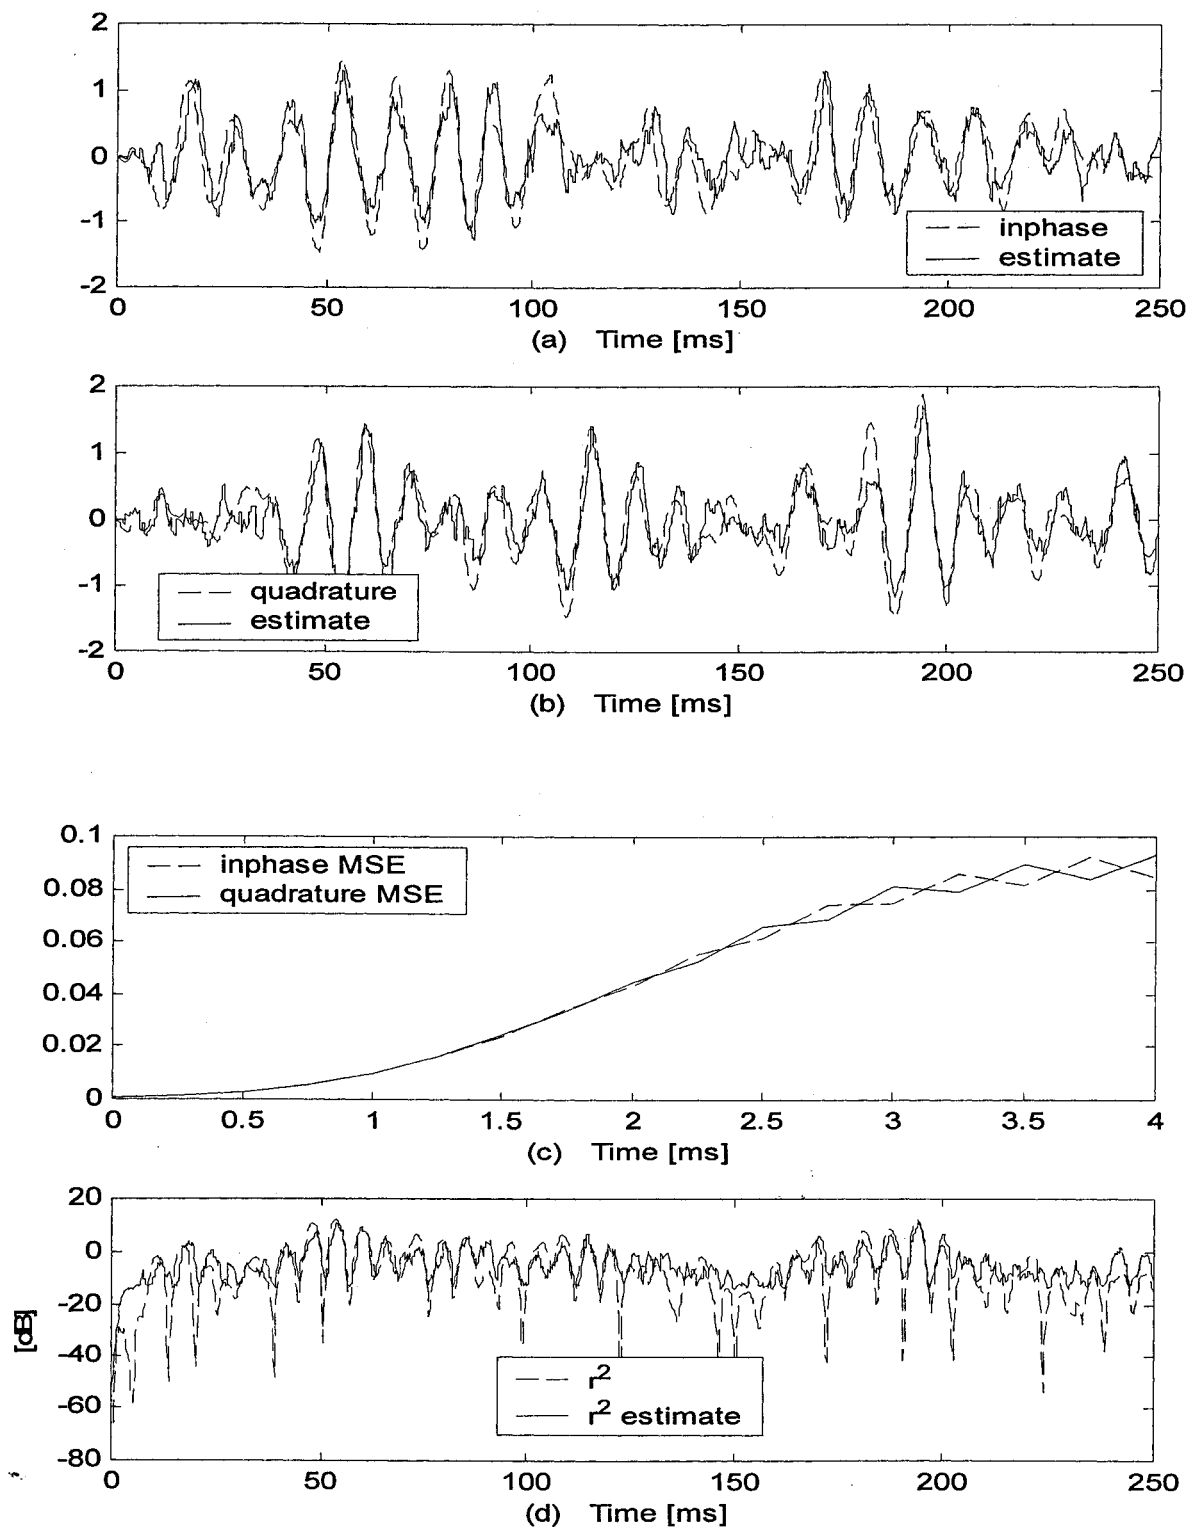 2
1
0
-1
-2
inphase
estimate
0 50 100 150 200 250
(a) Time [ms]
2
1
0
-1
-2
quadrature
estimate
0 50 100 150 200 250
(b) Time [ms]
0.1
0.08
0.06
0.04
0.02
0
inphase MSE
quadrature MSE
0 0.5 1 1.5 2 2.5 3 3.5 4
(c) Time [ms]
20
0
-20
-40
-60
-80
[dB]
r²
r² estimate
0 50 100 150 200 250
(d) Time [ms]